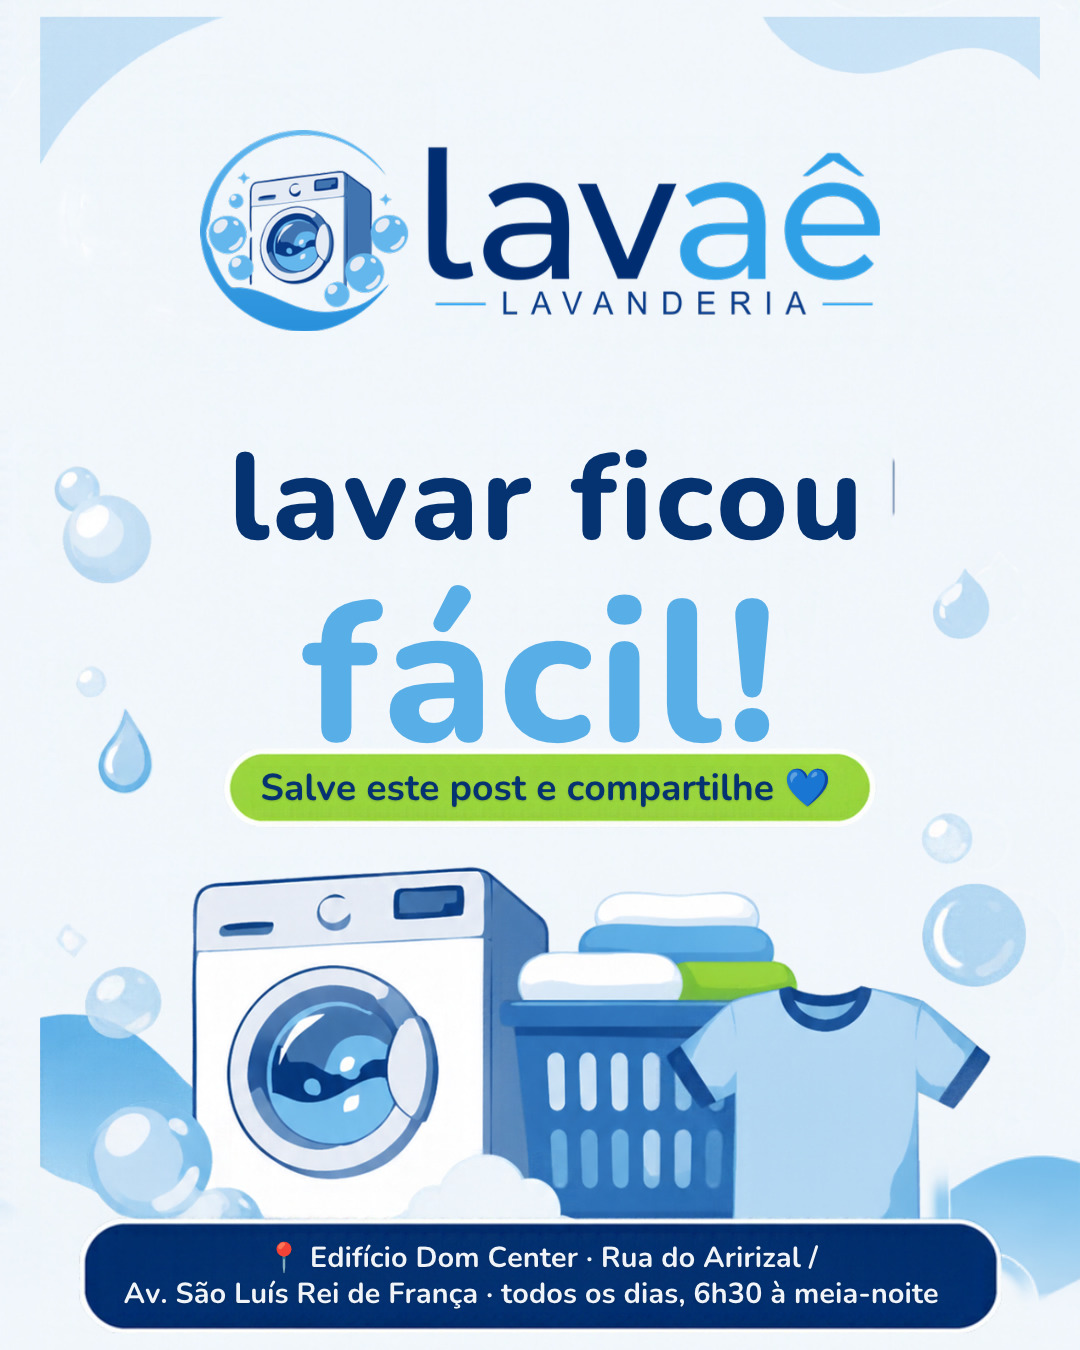 lavaê
LAVANDERIA
lavar ficou
fácil!
Salve este post e compartilhe 💙
📍 Edifício Dom Center · Rua do Aririzal /
Av. São Luís Rei de França · todos os dias, 6h30 à meia-noite